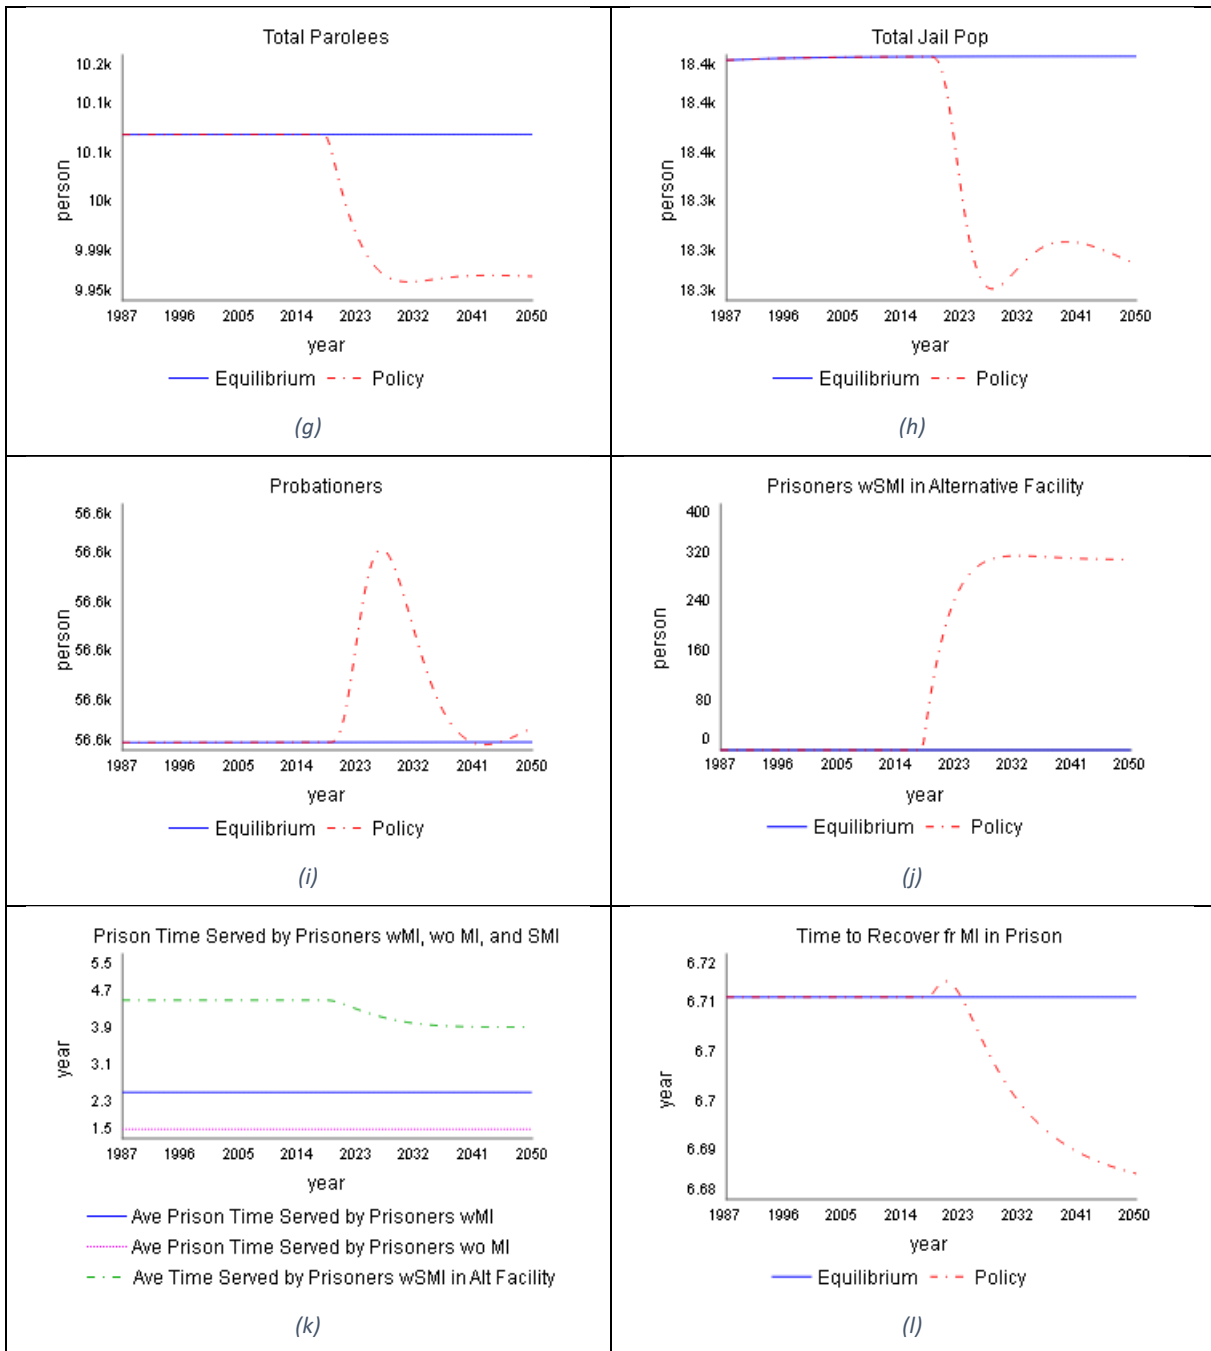 Total Parolees
10.2k
10.1k
10.1k
10k
9.99k
9.95k
person
1987 1996 2005 2014 2023 2032 2041 2050
year
Equilibrium Policy
(g)
Total Jail Pop
18.4k
18.4k
18.4k
18.3k
18.3k
18.3k
person
1987 1996 2005 2014 2023 2032 2041 2050
year
Equilibrium Policy
(h)
Probationers
56.6k
56.6k
56.6k
56.6k
56.6k
56.6k
person
1987 1996 2005 2014 2023 2032 2041 2050
year
Equilibrium Policy
(i)
Prisoners wSMI in Alternative Facility
400
320
240
160
80
0
person
1987 1996 2005 2014 2023 2032 2041 2050
year
Equilibrium Policy
(j)
Prison Time Served by Prisoners wMI, wo MI, and SMI
5.5
4.7
3.9
3.1
2.3
1.5
year
1987 1996 2005 2014 2023 2032 2041 2050
year
Ave Prison Time Served by Prisoners wMI
Ave Prison Time Served by Prisoners wo MI
Ave Time Served by Prisoners wSMI in Alt Facility
(k)
Time to Recover fr MI in Prison
6.72
6.71
6.7
6.7
6.69
6.68
year
1987 1996 2005 2014 2023 2032 2041 2050
year
Equilibrium Policy
(l)